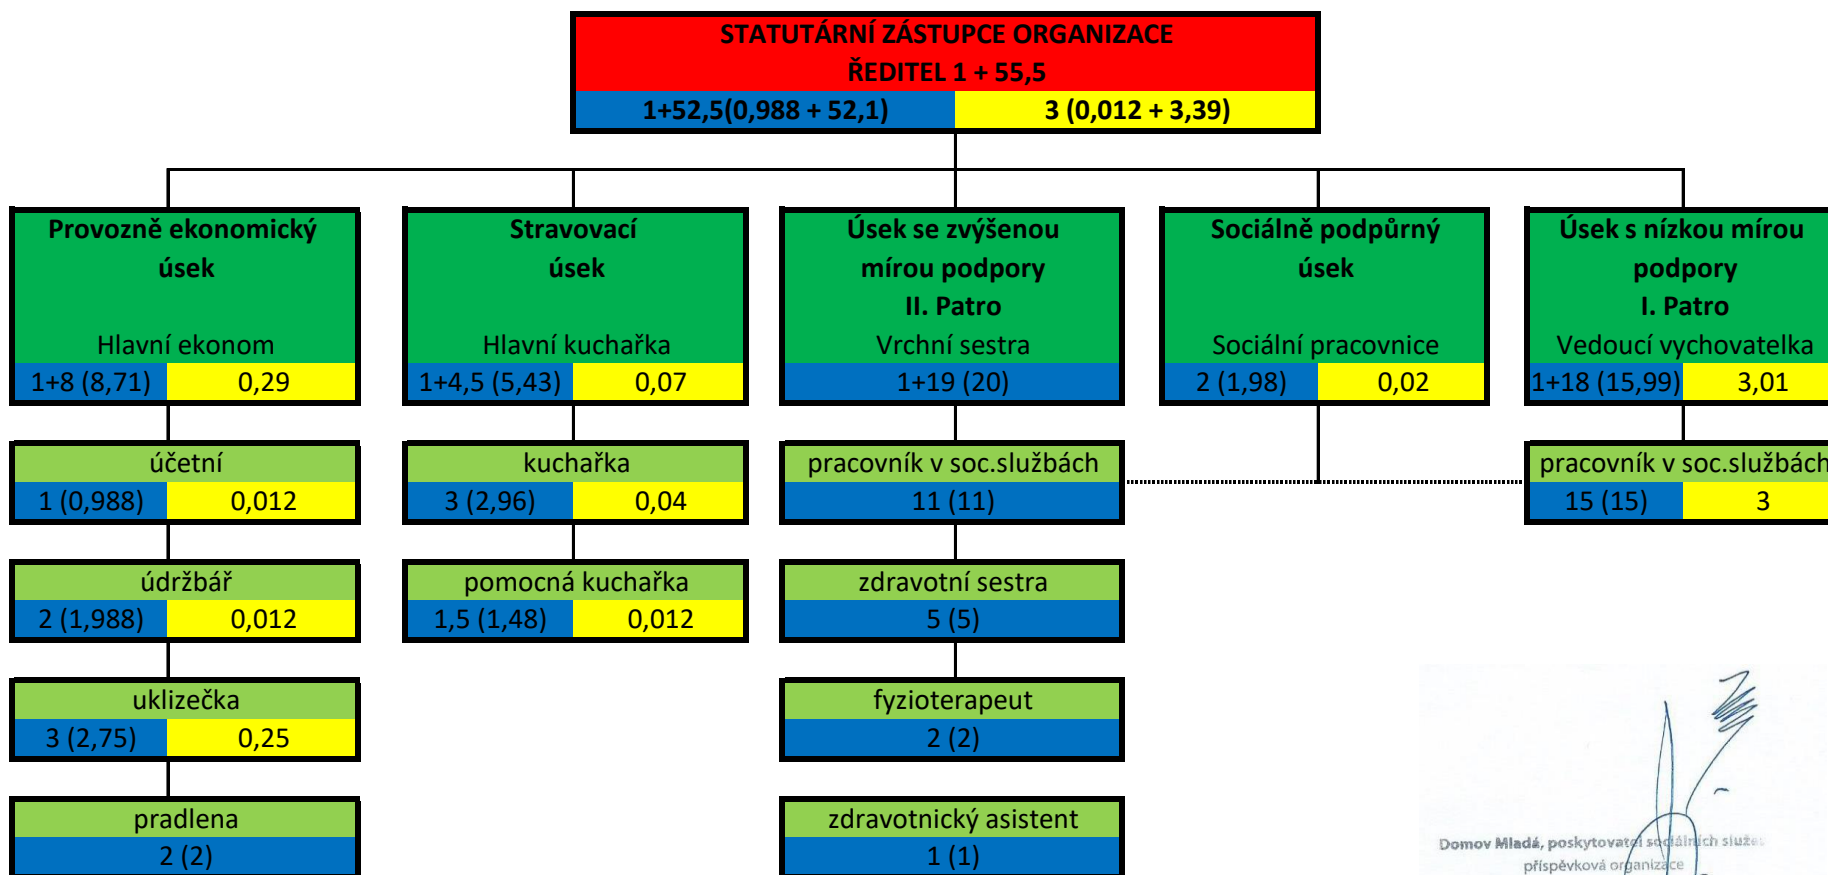 STATUTÁRNÍ ZÁSTUPCE ORGANIZACE
ŘEDITEL 1 + 55,5
1+52,5(0,988 + 52,1)
3 (0,012 + 3,39)
Provozně ekonomický
úsek
Hlavní ekonom
1+8 (8,71)
0,29
účetní
1 (0,988)
0,012
údržbář
2 (1,988)
0,012
uklizečka
3 (2,75)
0,25
pradlena
2 (2)
Stravovací
úsek
Hlavní kuchařka
1+4,5 (5,43)
0,07
kuchařka
3 (2,96)
0,04
pomocná kuchařka
1,5 (1,48)
0,012
Úsek se zvýšenou
mírou podpory
II. Patro
Vrchní sestra
1+19 (20)
pracovník v soc.službách
11 (11)
zdravotní sestra
5 (5)
fyzioterapeut
2 (2)
zdravotnický asistent
1 (1)
Sociálně podpůrný
úsek
Sociální pracovnice
2 (1,98)
0,02
Úsek s nízkou mírou
podpory
I. Patro
Vedoucí vychovatelka
1+18 (15,99)
3,01
pracovník v soc.službách
15 (15)
3
Domov Mladá, poskytovatel sociálních
příspěvková organizace